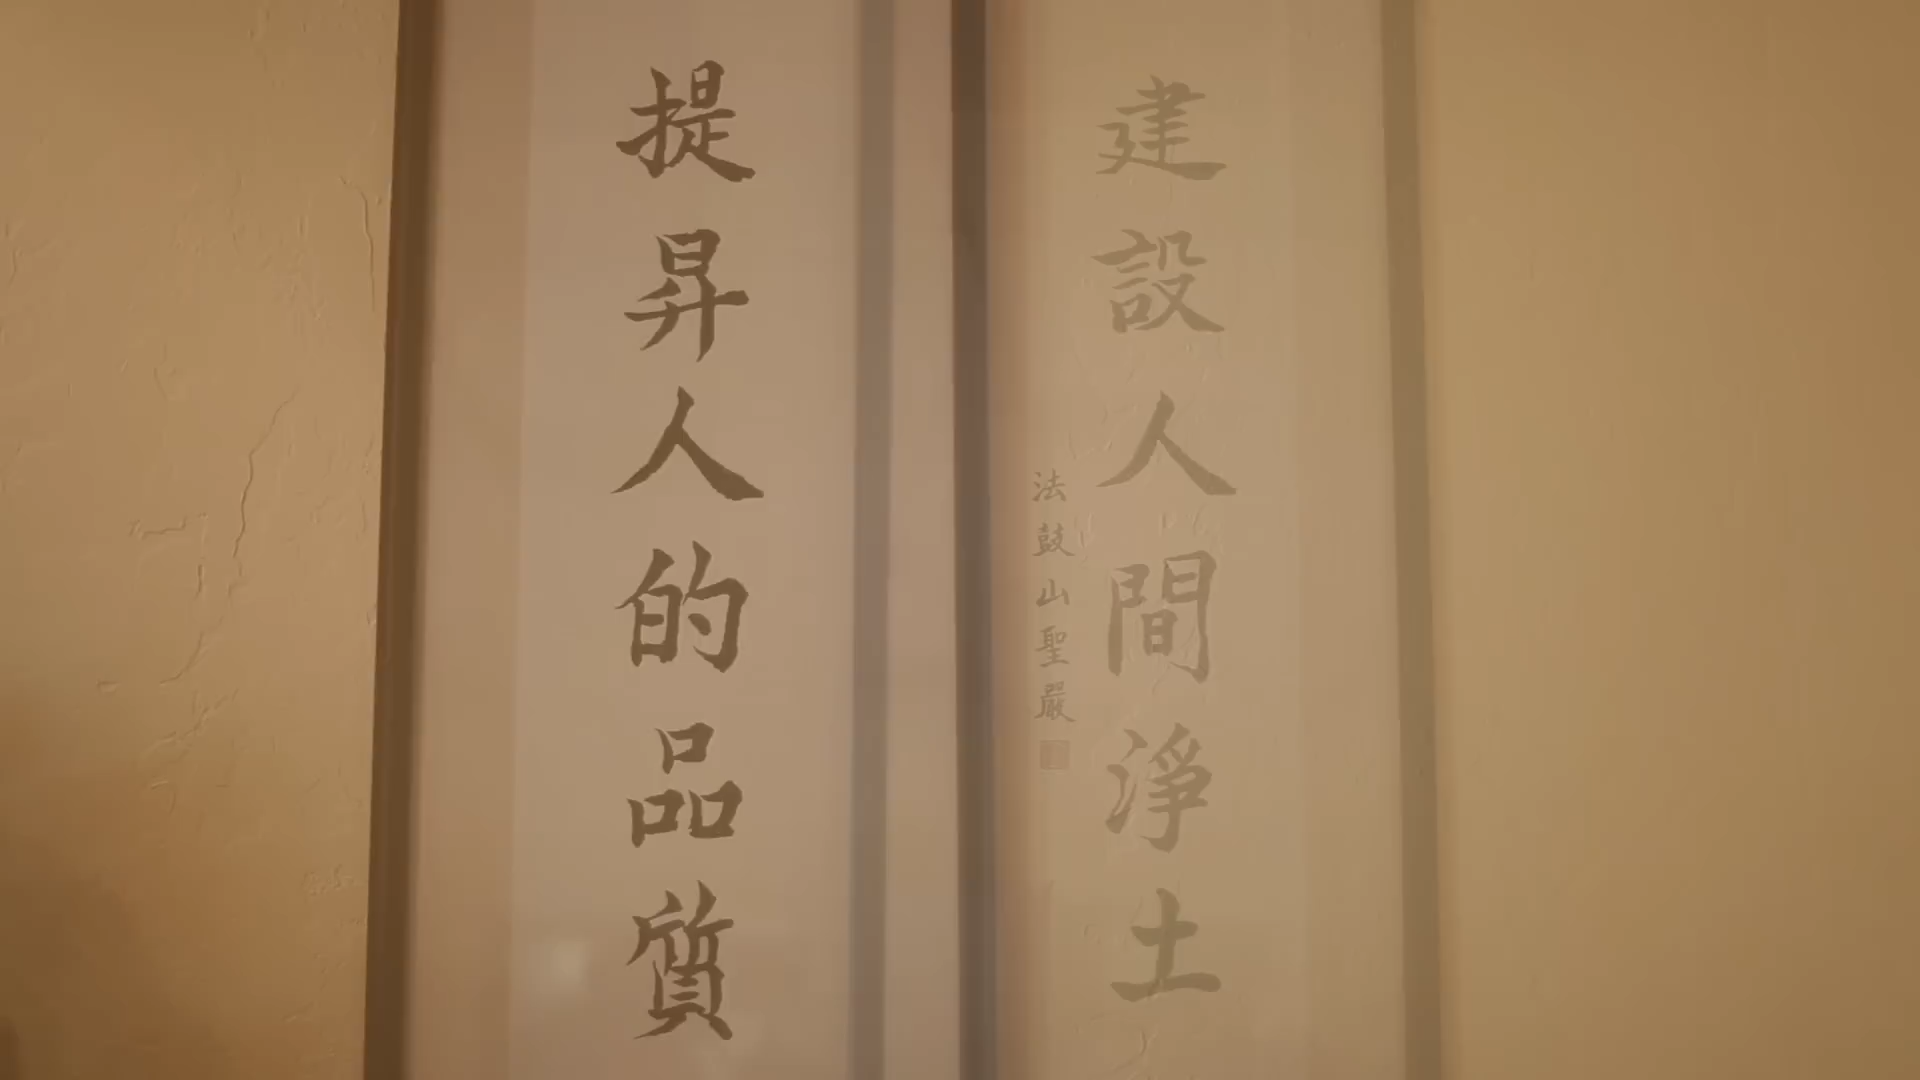 提昇人的品質
建設人間淨土
法鼓山聖嚴